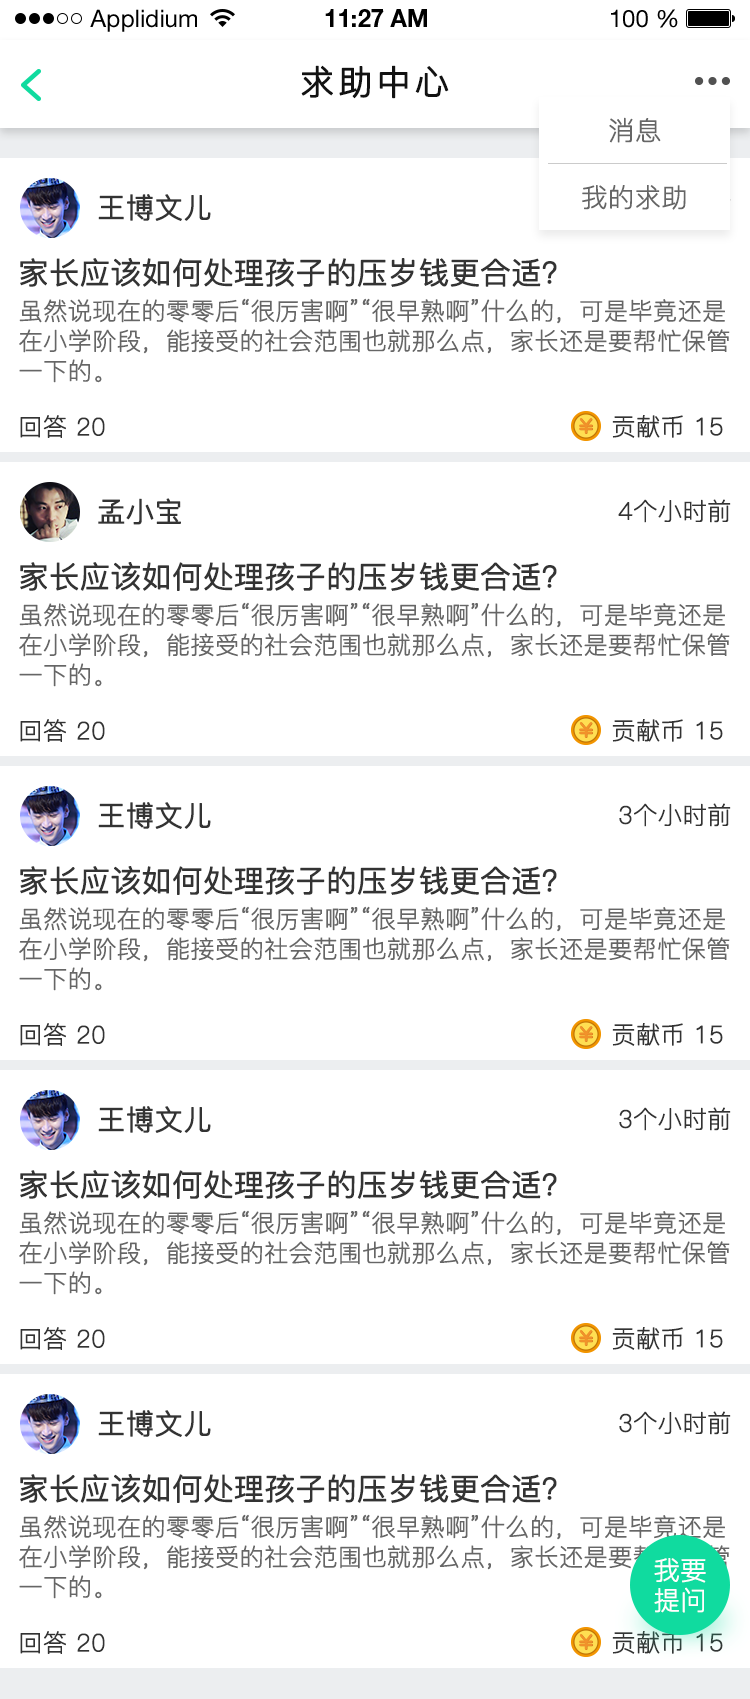 Applidium 11:27 AM 100 %
求助中心
消息
我的求助
王博文儿
家长应该如何处理孩子的压岁钱更合适？
虽然说现在的零零后“很厉害啊”“很早熟啊”什么的，可是毕竟还是
在小学阶段，能接受的社会范围也就那么点，家长还是要帮忙保管
一下的。
回答 20 贡献币 15
孟小宝 4个小时前
家长应该如何处理孩子的压岁钱更合适？
虽然说现在的零零后“很厉害啊”“很早熟啊”什么的，可是毕竟还是
在小学阶段，能接受的社会范围也就那么点，家长还是要帮忙保管
一下的。
回答 20 贡献币 15
王博文儿 3个小时前
家长应该如何处理孩子的压岁钱更合适？
虽然说现在的零零后“很厉害啊”“很早熟啊”什么的，可是毕竟还是
在小学阶段，能接受的社会范围也就那么点，家长还是要帮忙保管
一下的。
回答 20 贡献币 15
王博文儿 3个小时前
家长应该如何处理孩子的压岁钱更合适？
虽然说现在的零零后“很厉害啊”“很早熟啊”什么的，可是毕竟还是
在小学阶段，能接受的社会范围也就那么点，家长还是要帮忙保管
一下的。
回答 20 贡献币 15
王博文儿 3个小时前
家长应该如何处理孩子的压岁钱更合适？
虽然说现在的零零后“很厉害啊”“很早熟啊”什么的，可是毕竟还是
在小学阶段，能接受的社会范围也就那么点，家长还是要
一下的。
我要
提问
回答 20 贡献币 15